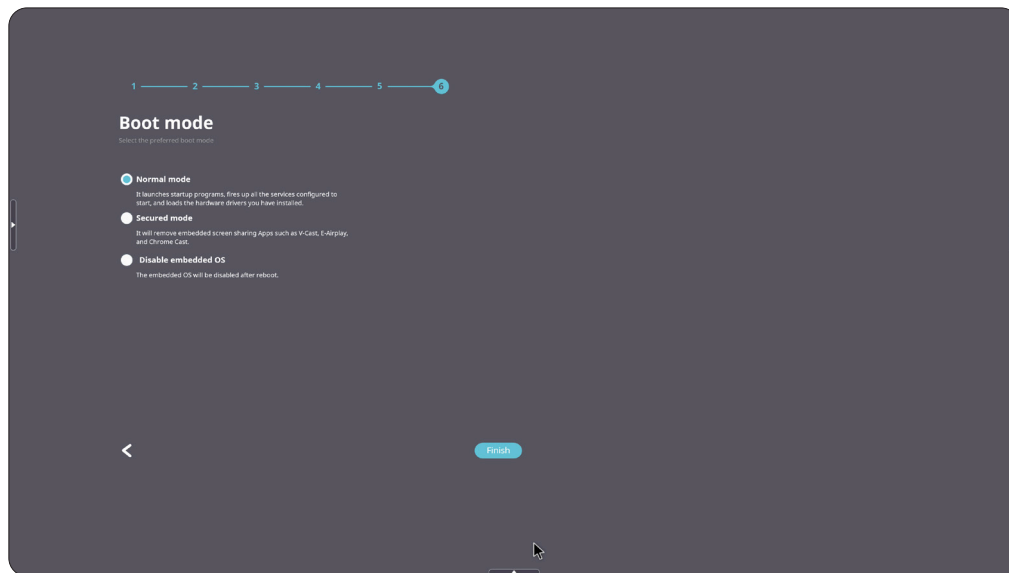 1 2 3 4 5 6
Boot mode
Select the preferred boot mode
Normal mode
It launches startup programs, fires up all the services configured to
start, and loads the hardware drivers you have installed.
Secured mode
It will remove embedded screen sharing Apps such as V-Cast, E-Airplay,
and Chrome Cast.
Disable embedded OS
The embedded OS will be disabled after reboot.
Finish